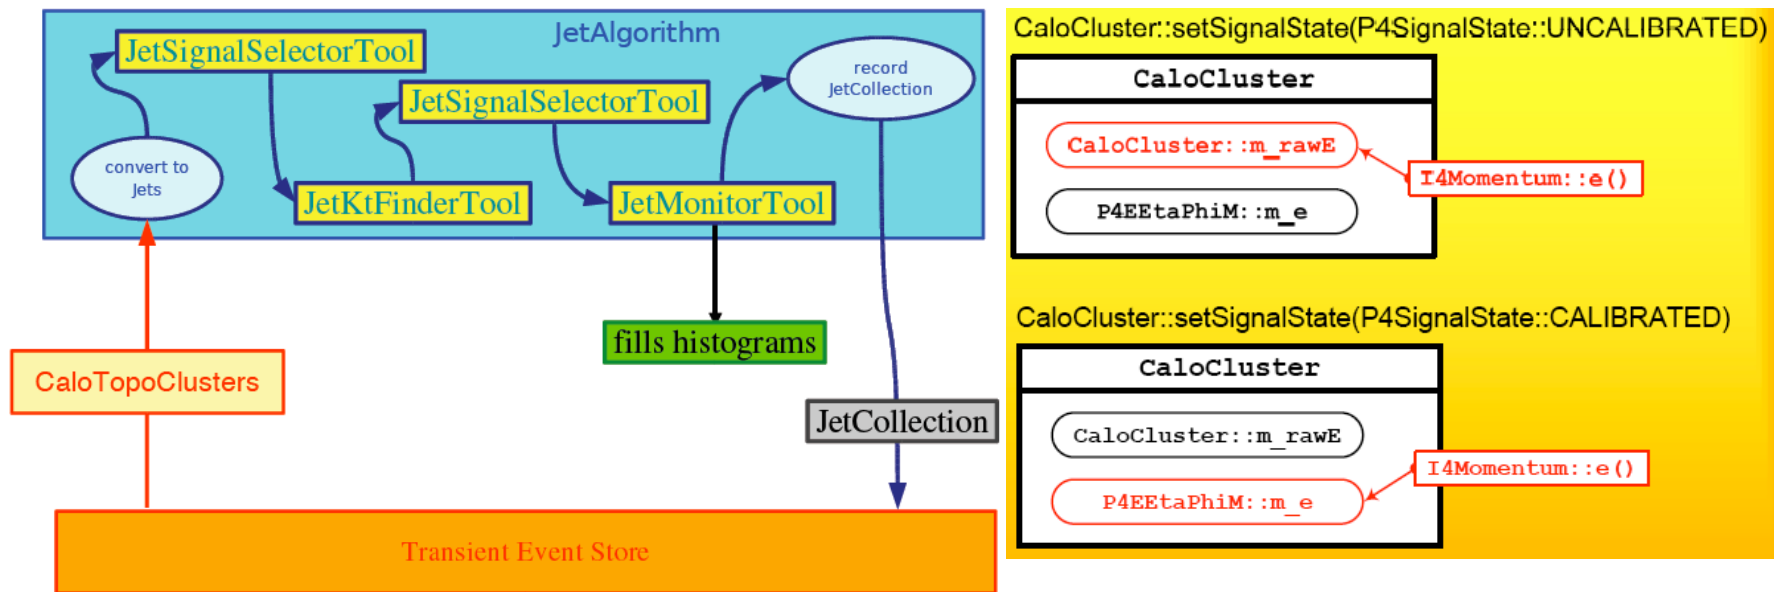 JetAlgorithm
JetSignalSelectorTool
record
JetCollection
JetSignalSelectorTool
convert to
Jets
JetKtFinderTool
JetMonitorTool
fills histograms
CaloTopoClusters
JetCollection
Transient Event Store
CaloCluster::setSignalState(P4SignalState::UNCALIBRATED)
CaloCluster
CaloCluster::m_rawE
I4Momentum::e()
P4EEtaPhiM::m_e
CaloCluster::setSignalState(P4SignalState::CALIBRATED)
CaloCluster
CaloCluster::m_rawE
I4Momentum::e()
P4EEtaPhiM::m_e